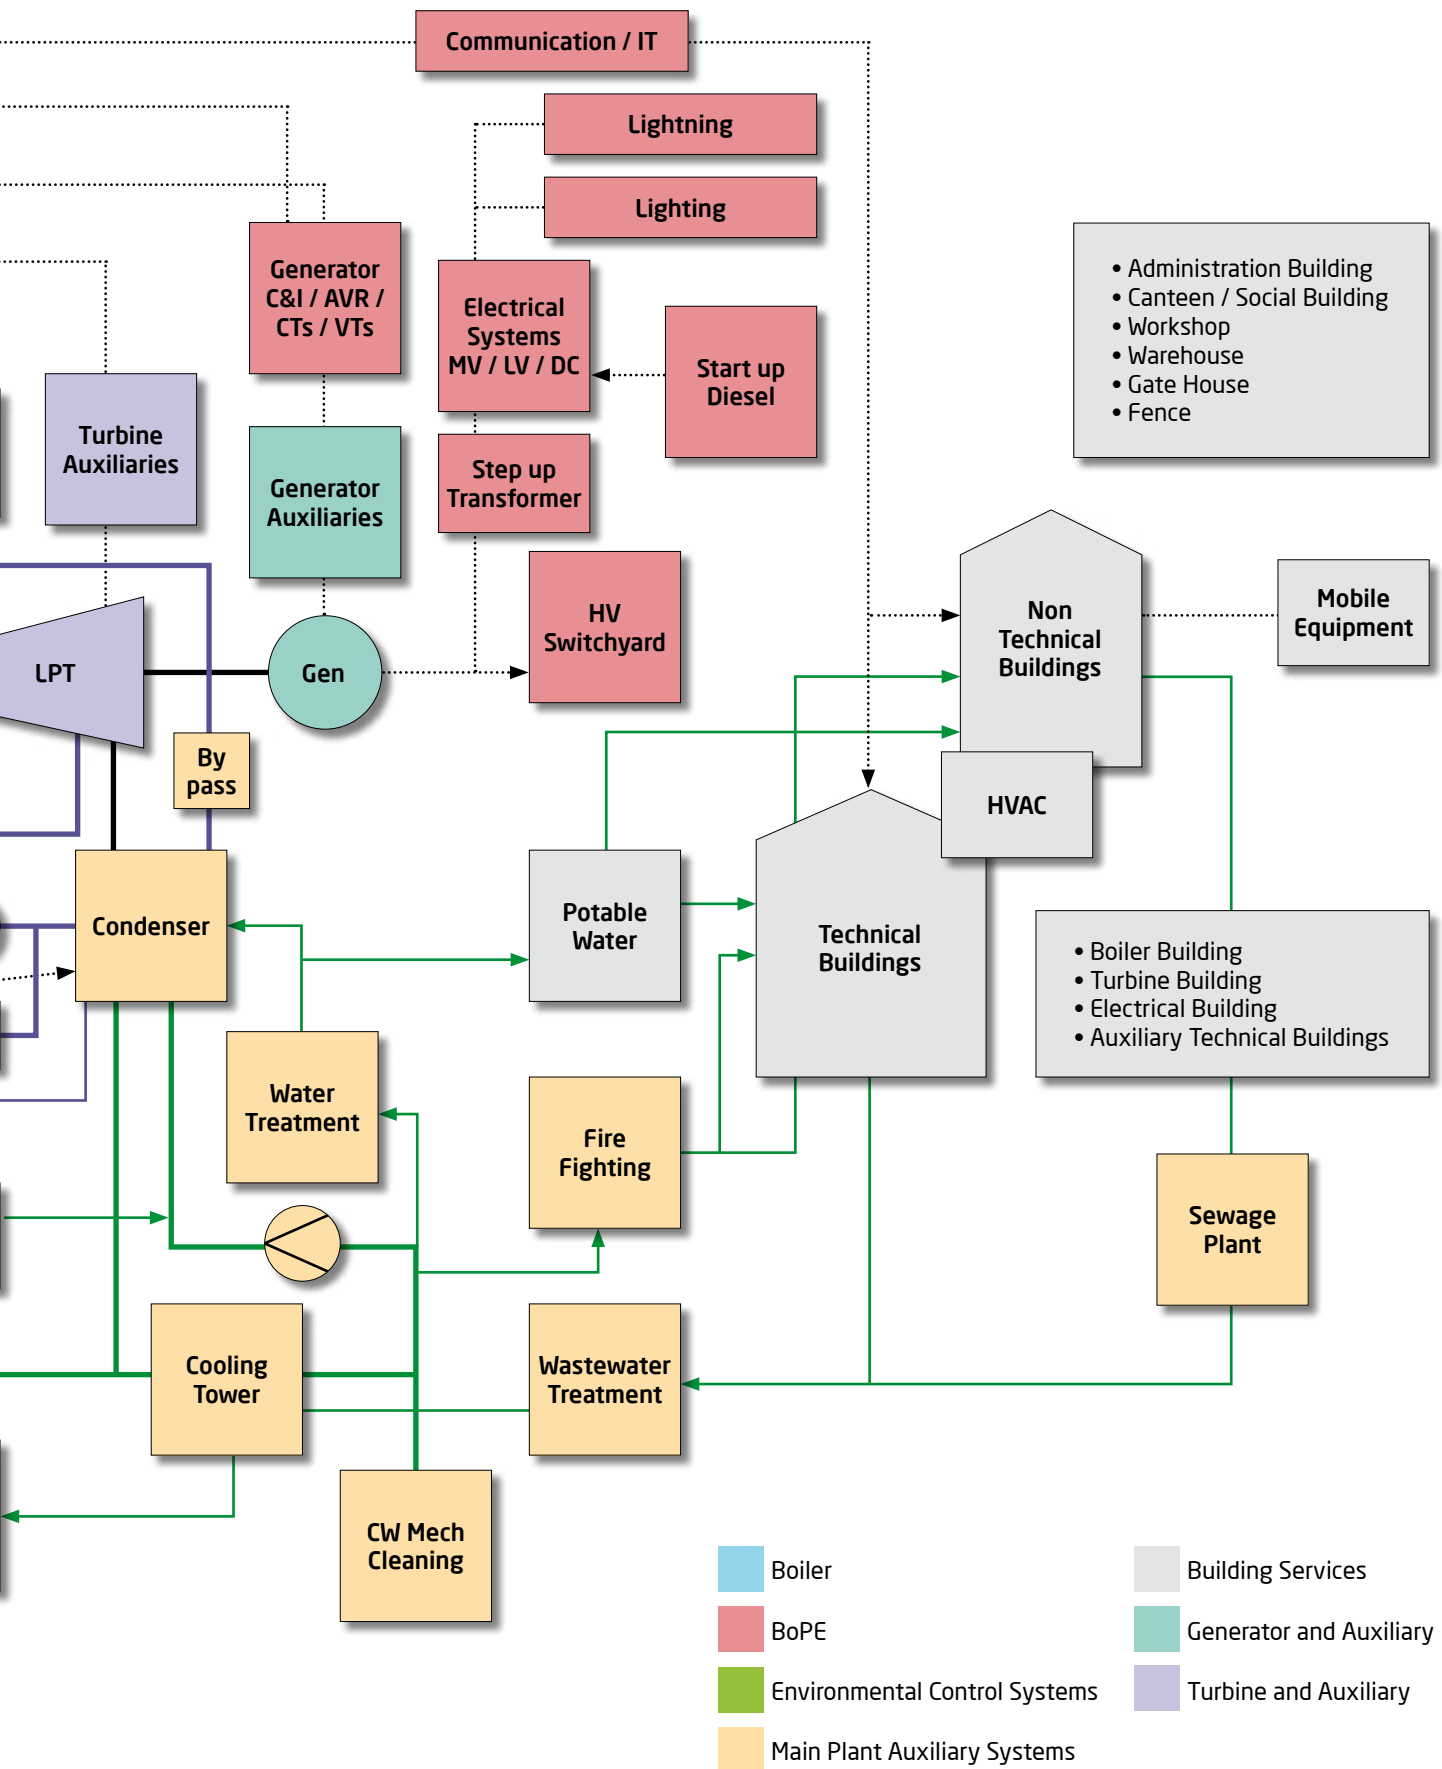 Communication / IT
Lightning
Lighting
Generator
C&I / AVR /
CTs / VTs
Electrical
Systems
MV / LV / DC
Start up
Diesel
• Administration Building
• Canteen / Social Building
• Workshop
• Warehouse
• Gate House
• Fence
Turbine
Auxiliaries
Generator
Auxiliaries
Step up
Transformer
HV
Switchyard
Non
Technical
Buildings
Mobile
Equipment
LPT
Gen
By
pass
HVAC
Condenser
Potable
Water
Technical
Buildings
• Boiler Building
• Turbine Building
• Electrical Building
• Auxiliary Technical Buildings
Water
Treatment
Fire
Fighting
Sewage
Plant
Cooling
Tower
Wastewater
Treatment
CW Mech
Cleaning
Boiler
BoPE
Environmental Control Systems
Main Plant Auxiliary Systems
Building Services
Generator and Auxiliary
Turbine and Auxiliary